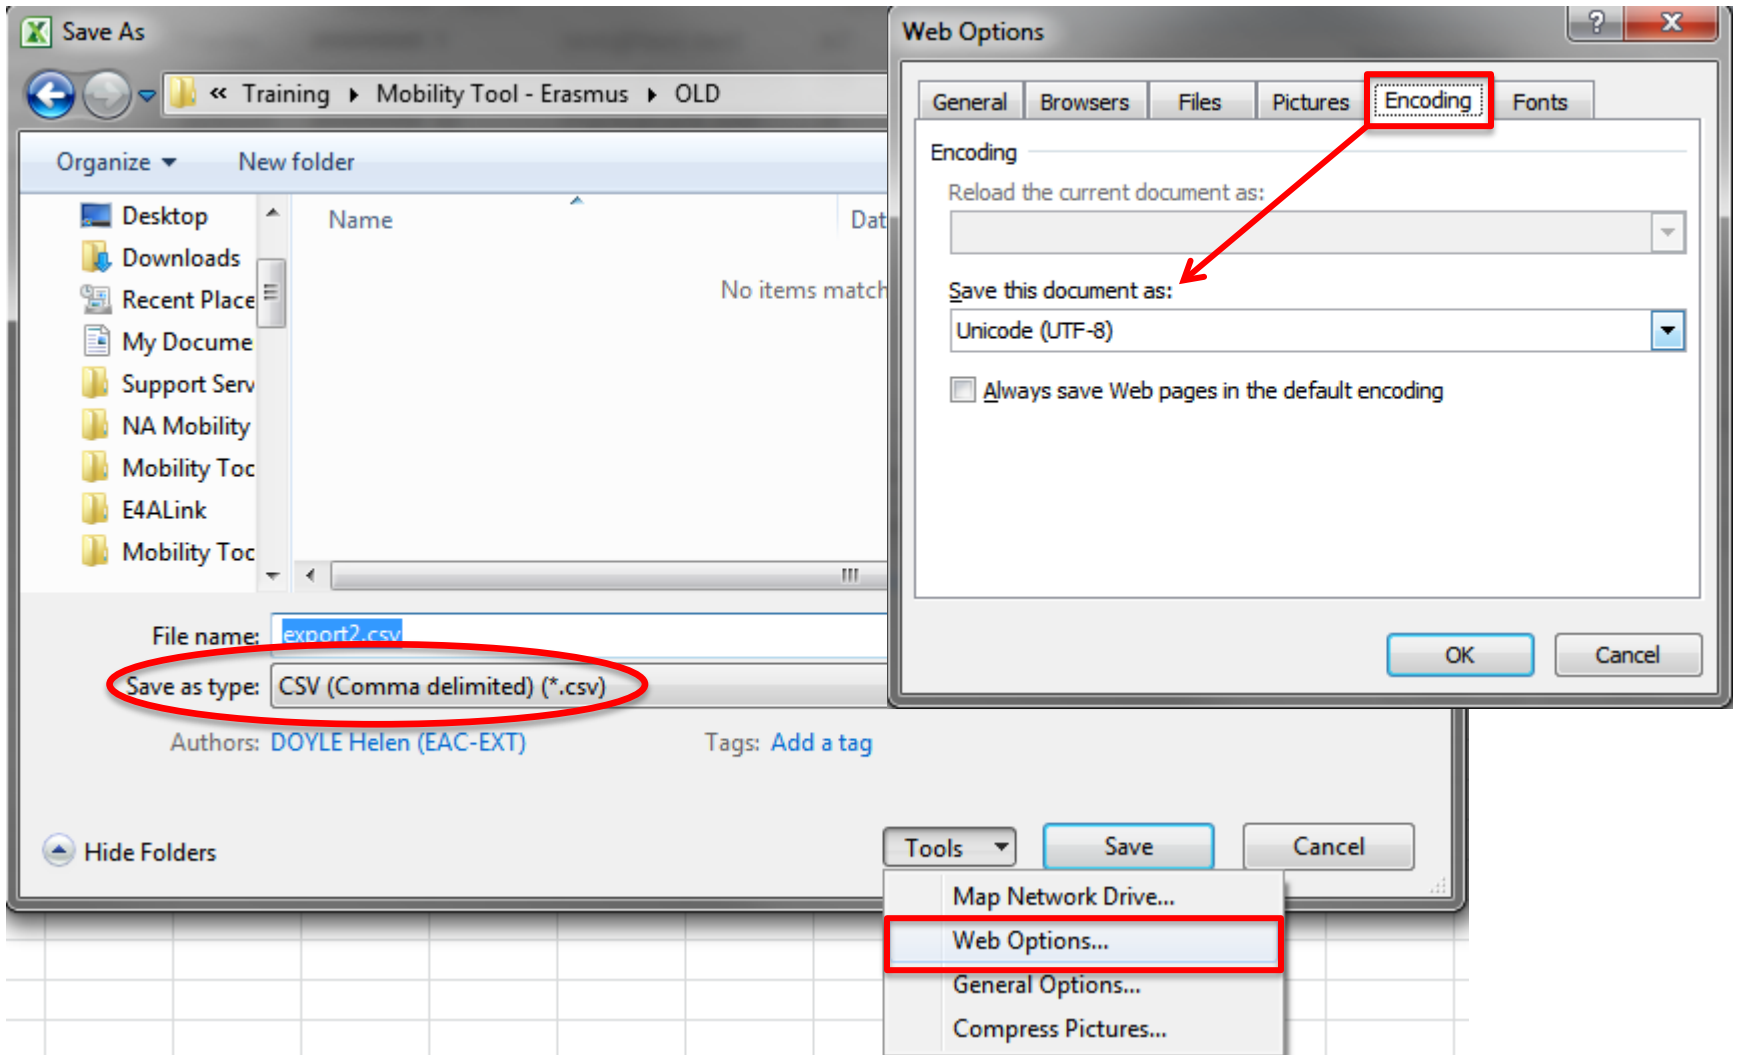 Save As
« Training ▸ Mobility Tool - Erasmus ▸ OLD
Organize New folder
Desktop
Downloads
Recent Place
My Docume
Support Serv
NA Mobility
Mobility Toc
E4ALink
Mobility Toc
Name Dat
No items match
File name: export2.csv
Save as type: CSV (Comma delimited) (*.csv)
Authors: DOYLE Helen (EAC-EXT) Tags: Add a tag
Hide Folders
Tools Save Cancel
Map Network Drive...
Web Options...
General Options...
Compress Pictures...
Web Options
General Browsers Files Pictures Encoding Fonts
Encoding
Reload the current document as:
Save this document as:
Unicode (UTF-8)
Always save Web pages in the default encoding
OK Cancel